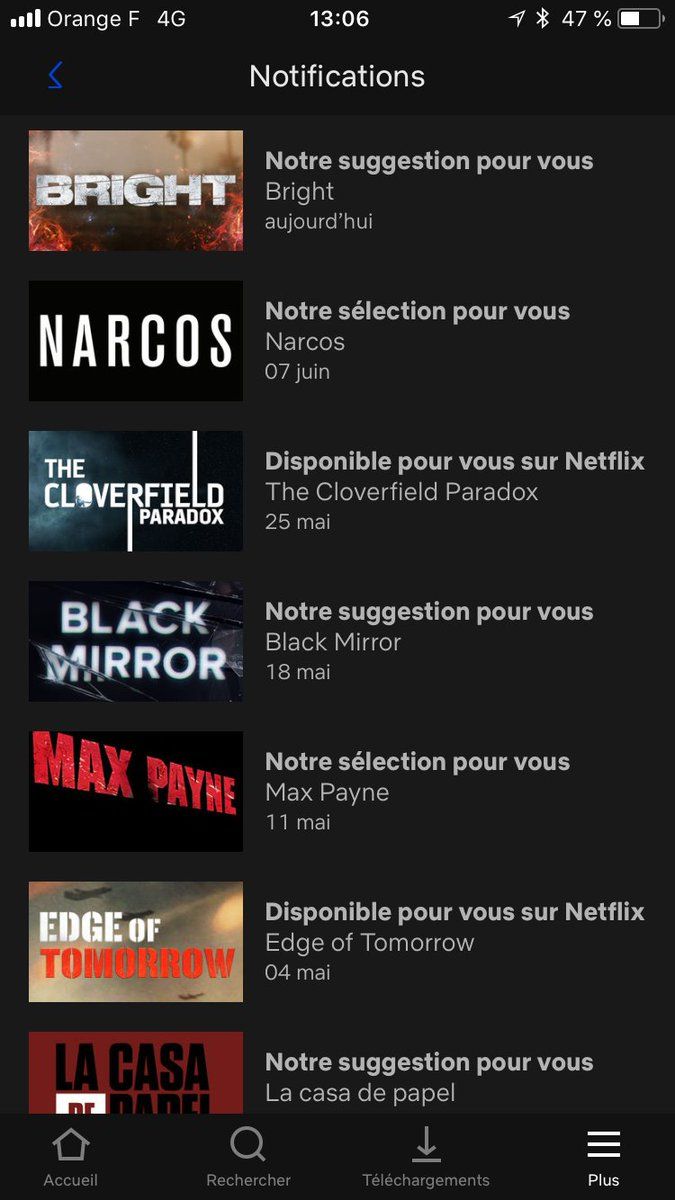 Orange F 4G 13:06 47 %
Notifications
BRIGHT
Notre suggestion pour vous
Bright
aujourd’hui
NARCOS
Notre sélection pour vous
Narcos
07 juin
THE
CLOVERFIELD
PARADOX
Disponible pour vous sur Netflix
The Cloverfield Paradox
25 mai
BLACK
MIRROR
Notre suggestion pour vous
Black Mirror
18 mai
MAX PAYNE
Notre sélection pour vous
Max Payne
11 mai
EDGE OF
TOMORROW
Disponible pour vous sur Netflix
Edge of Tomorrow
04 mai
LA CASA
DE PAPEL
Notre suggestion pour vous
La casa de papel
Accueil Rechercher Téléchargements Plus